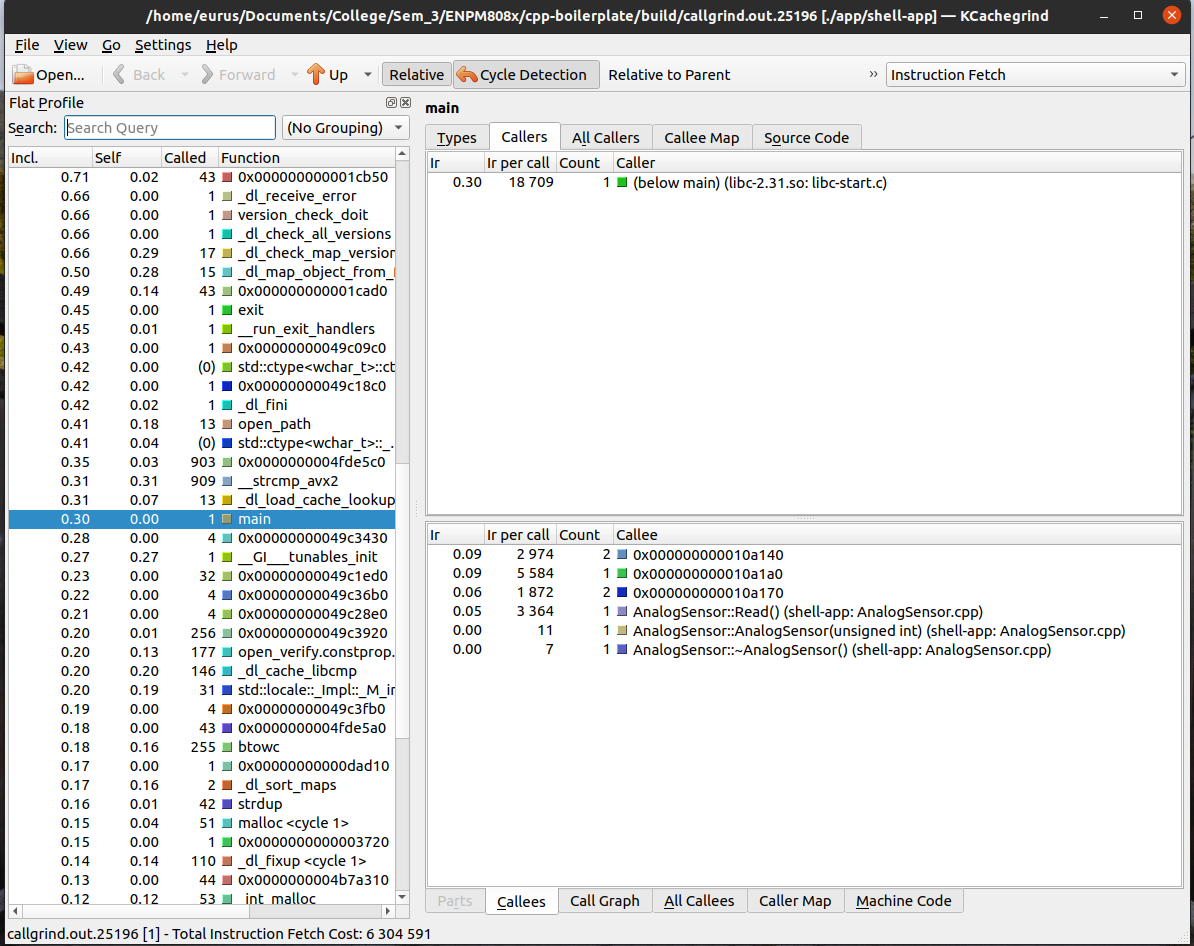 /home/eurus/Documents/College/Sem_3/ENPM808x/cpp-boilerplate/build/callgrind.out.25196 [./app/shell-app] — KCachegrind
File View Go Settings Help
Open... Back Forward Up Relative Cycle Detection Relative to Parent » Instruction Fetch
Flat Profile
Search: Search Query (No Grouping)
Incl. Self Called Function
0.71 0.02 43 0x000000000001cb50
0.66 0.00 1 _dl_receive_error
0.66 0.00 1 version_check_doit
0.66 0.00 1 _dl_check_all_versions
0.66 0.29 17 _dl_check_map_version
0.50 0.28 15 _dl_map_object_from_
0.49 0.14 43 0x000000000001cad0
0.45 0.00 1 exit
0.45 0.01 1 __run_exit_handlers
0.43 0.00 1 0x00000000049c09c0
0.42 0.00 (0) std::ctype<wchar_t>::ct
0.42 0.00 1 0x00000000049c18c0
0.42 0.02 1 _dl_fini
0.41 0.18 13 open_path
0.41 0.04 (0) std::ctype<wchar_t>::_.
0.35 0.03 903 0x0000000004fde5c0
0.31 0.31 909 __strcmp_avx2
0.31 0.07 13 _dl_load_cache_lookup
0.30 0.00 1 main
0.28 0.00 4 0x00000000049c3430
0.27 0.27 1 __GI___tunables_init
0.23 0.00 32 0x00000000049c1ed0
0.22 0.00 4 0x00000000049c36b0
0.21 0.00 4 0x00000000049c28e0
0.20 0.01 256 0x00000000049c3920
0.20 0.13 177 open_verify.constprop.
0.20 0.20 146 _dl_cache_libcmp
0.20 0.19 31 std::locale::_Impl::_M_ir
0.19 0.00 4 0x00000000049c3fb0
0.18 0.00 43 0x0000000004fde5a0
0.18 0.16 255 btowc
0.17 0.00 1 0x00000000000dad10
0.17 0.16 2 _dl_sort_maps
0.16 0.01 42 strdup
0.15 0.04 51 malloc <cycle 1>
0.15 0.00 1 0x0000000000003720
0.14 0.14 110 _dl_fixup <cycle 1>
0.13 0.00 44 0x0000000004b7a310
0.12 0.12 53 _int_malloc
main
Types Callers All Callers Callee Map Source Code
Ir Ir per call Count Caller
0.30 18 709 1 (below main) (libc-2.31.so: libc-start.c)
Ir Ir per call Count Callee
0.09 2 974 2 0x000000000010a140
0.09 5 584 1 0x000000000010a1a0
0.06 1 872 2 0x000000000010a170
0.05 3 364 1 AnalogSensor::Read() (shell-app: AnalogSensor.cpp)
0.00 11 1 AnalogSensor::AnalogSensor(unsigned int) (shell-app: AnalogSensor.cpp)
0.00 7 1 AnalogSensor::~AnalogSensor() (shell-app: AnalogSensor.cpp)
Parts Callees Call Graph All Callees Caller Map Machine Code
callgrind.out.25196 [1] - Total Instruction Fetch Cost: 6 304 591